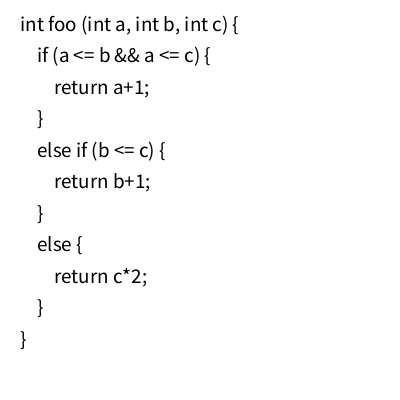 int foo (int a, int b, int c) {
    if (a <= b && a <= c) {
        return a+1;
    }
    else if (b <= c) {
        return b+1;
    }
    else {
        return c*2;
    }
}